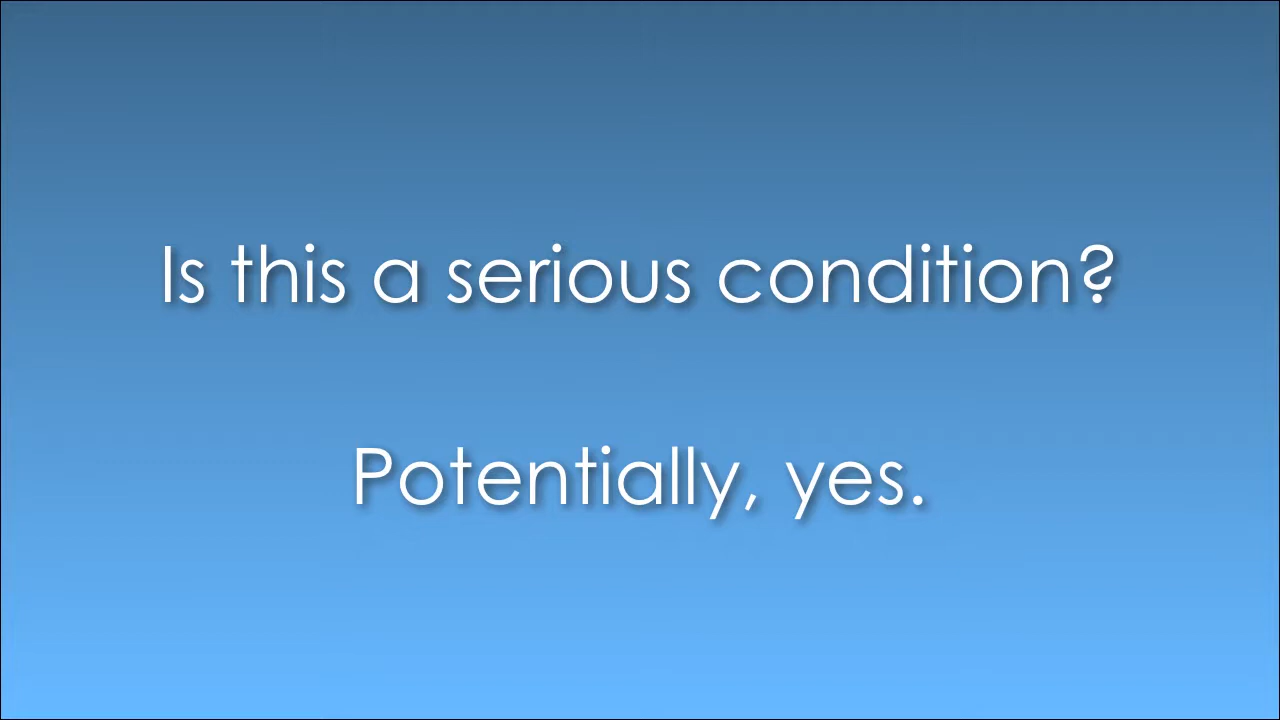 Is this a serious condition?
Potentially, yes.